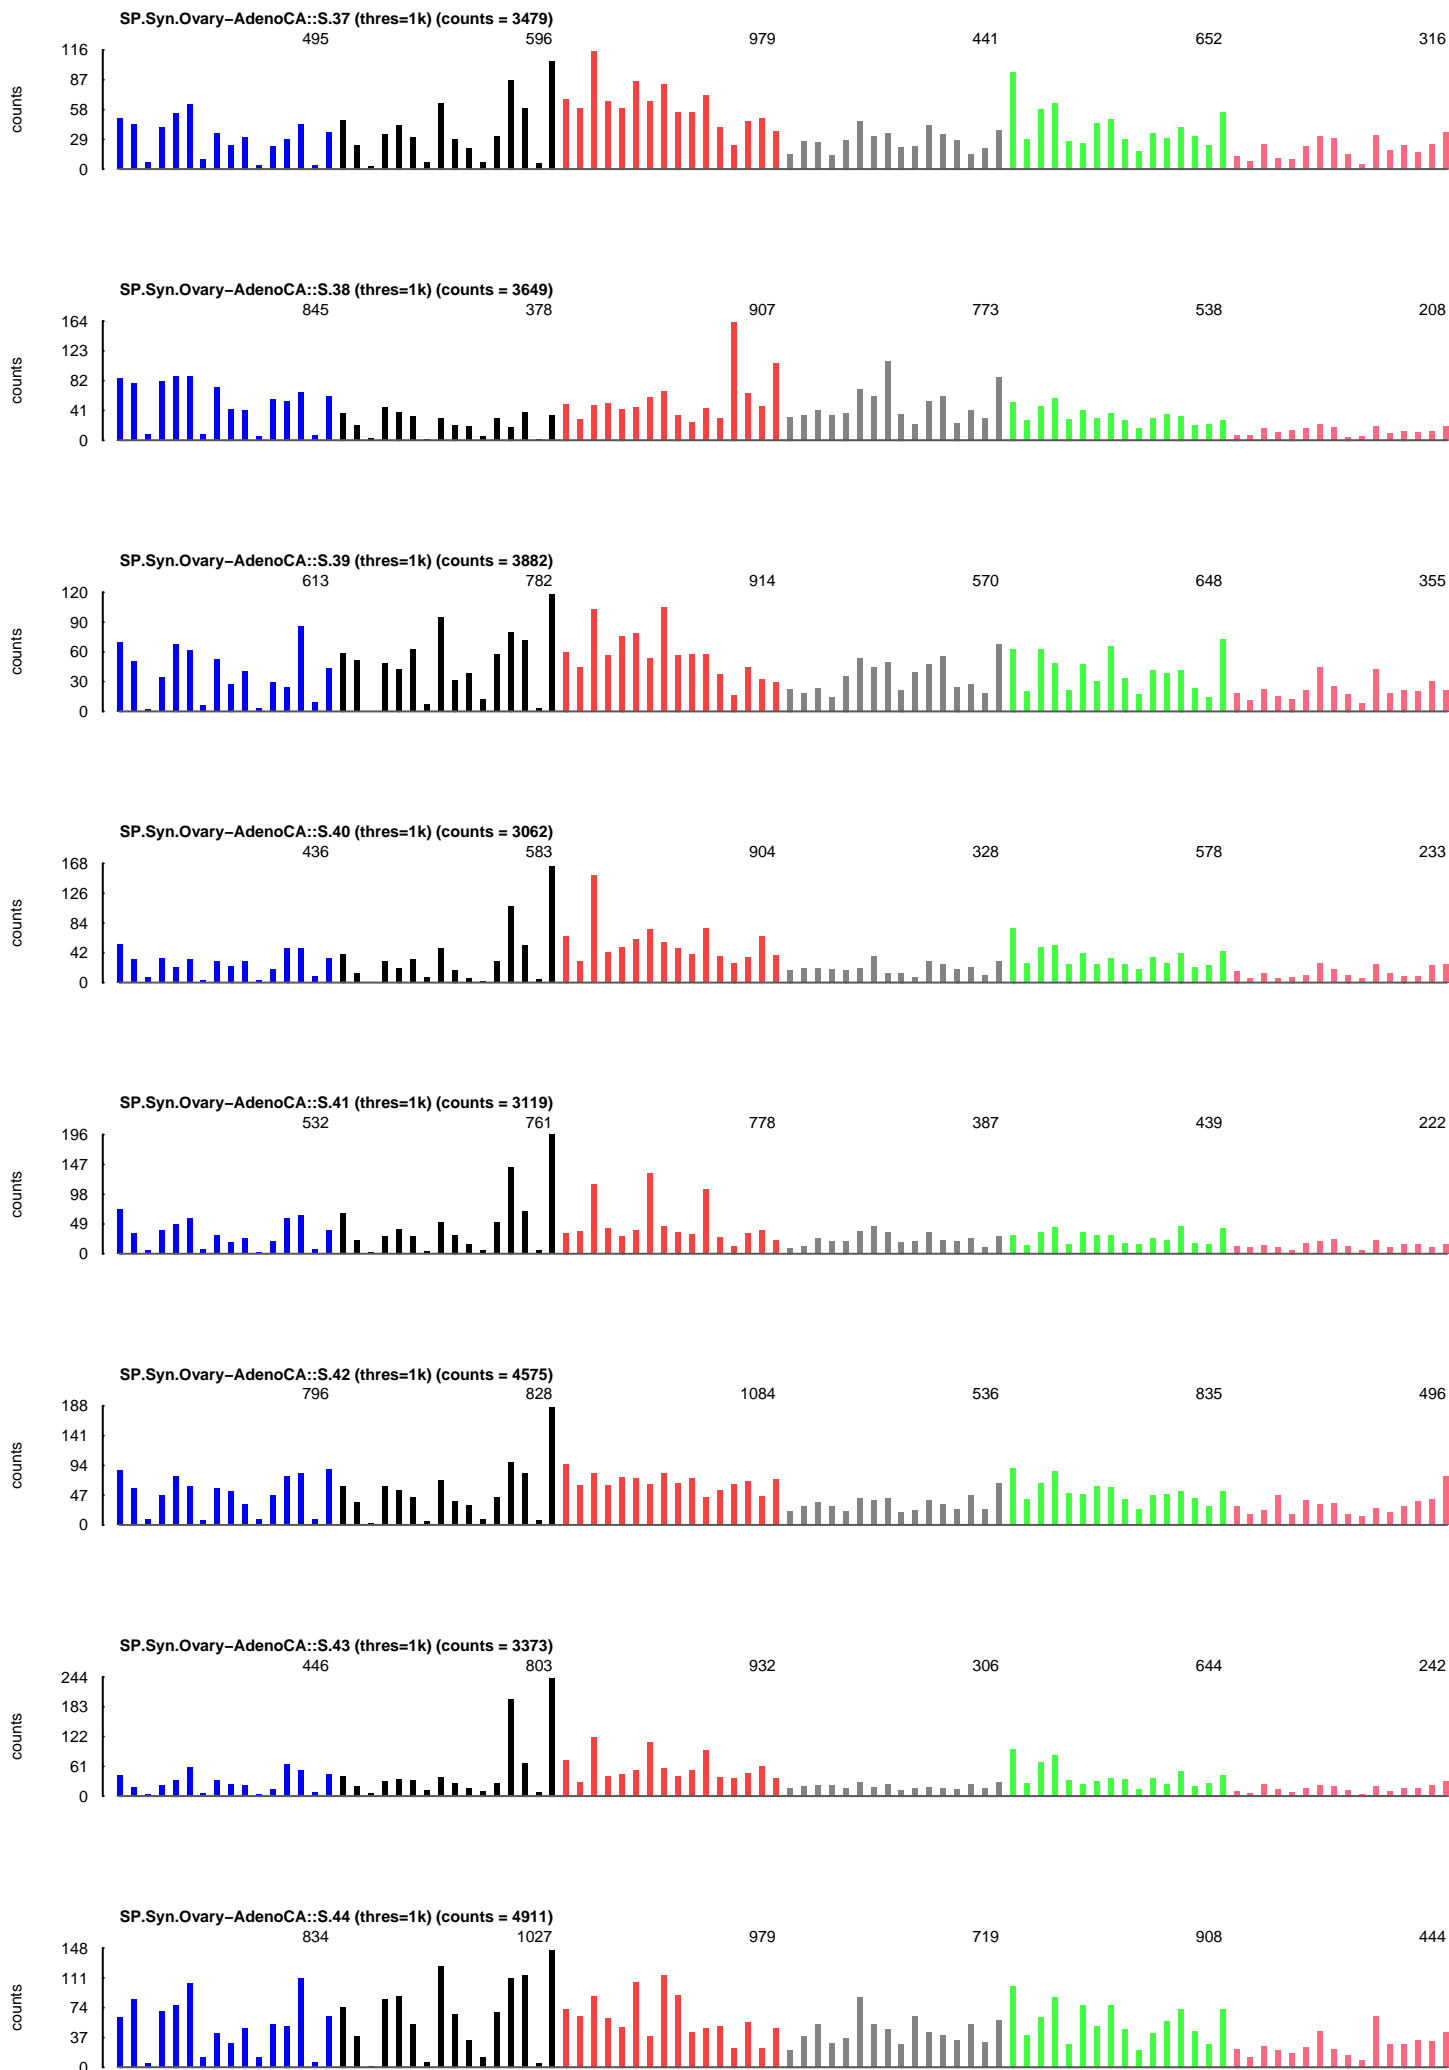 SP.Syn.Ovary−AdenoCA::S.37 (thres=1k) (counts = 3479)
495 596 979 441 652 316
116
87
58
29
0
counts
SP.Syn.Ovary−AdenoCA::S.38 (thres=1k) (counts = 3649)
845 378 907 773 538 208
164
123
82
41
0
counts
SP.Syn.Ovary−AdenoCA::S.39 (thres=1k) (counts = 3882)
613 782 914 570 648 355
120
90
60
30
0
counts
SP.Syn.Ovary−AdenoCA::S.40 (thres=1k) (counts = 3062)
436 583 904 328 578 233
168
126
84
42
0
counts
SP.Syn.Ovary−AdenoCA::S.41 (thres=1k) (counts = 3119)
532 761 778 387 439 222
196
147
98
49
0
counts
SP.Syn.Ovary−AdenoCA::S.42 (thres=1k) (counts = 4575)
796 828 1084 536 835 496
188
141
94
47
0
counts
SP.Syn.Ovary−AdenoCA::S.43 (thres=1k) (counts = 3373)
446 803 932 306 644 242
244
183
122
61
0
counts
SP.Syn.Ovary−AdenoCA::S.44 (thres=1k) (counts = 4911)
834 1027 979 719 908 444
148
111
74
37
0
counts